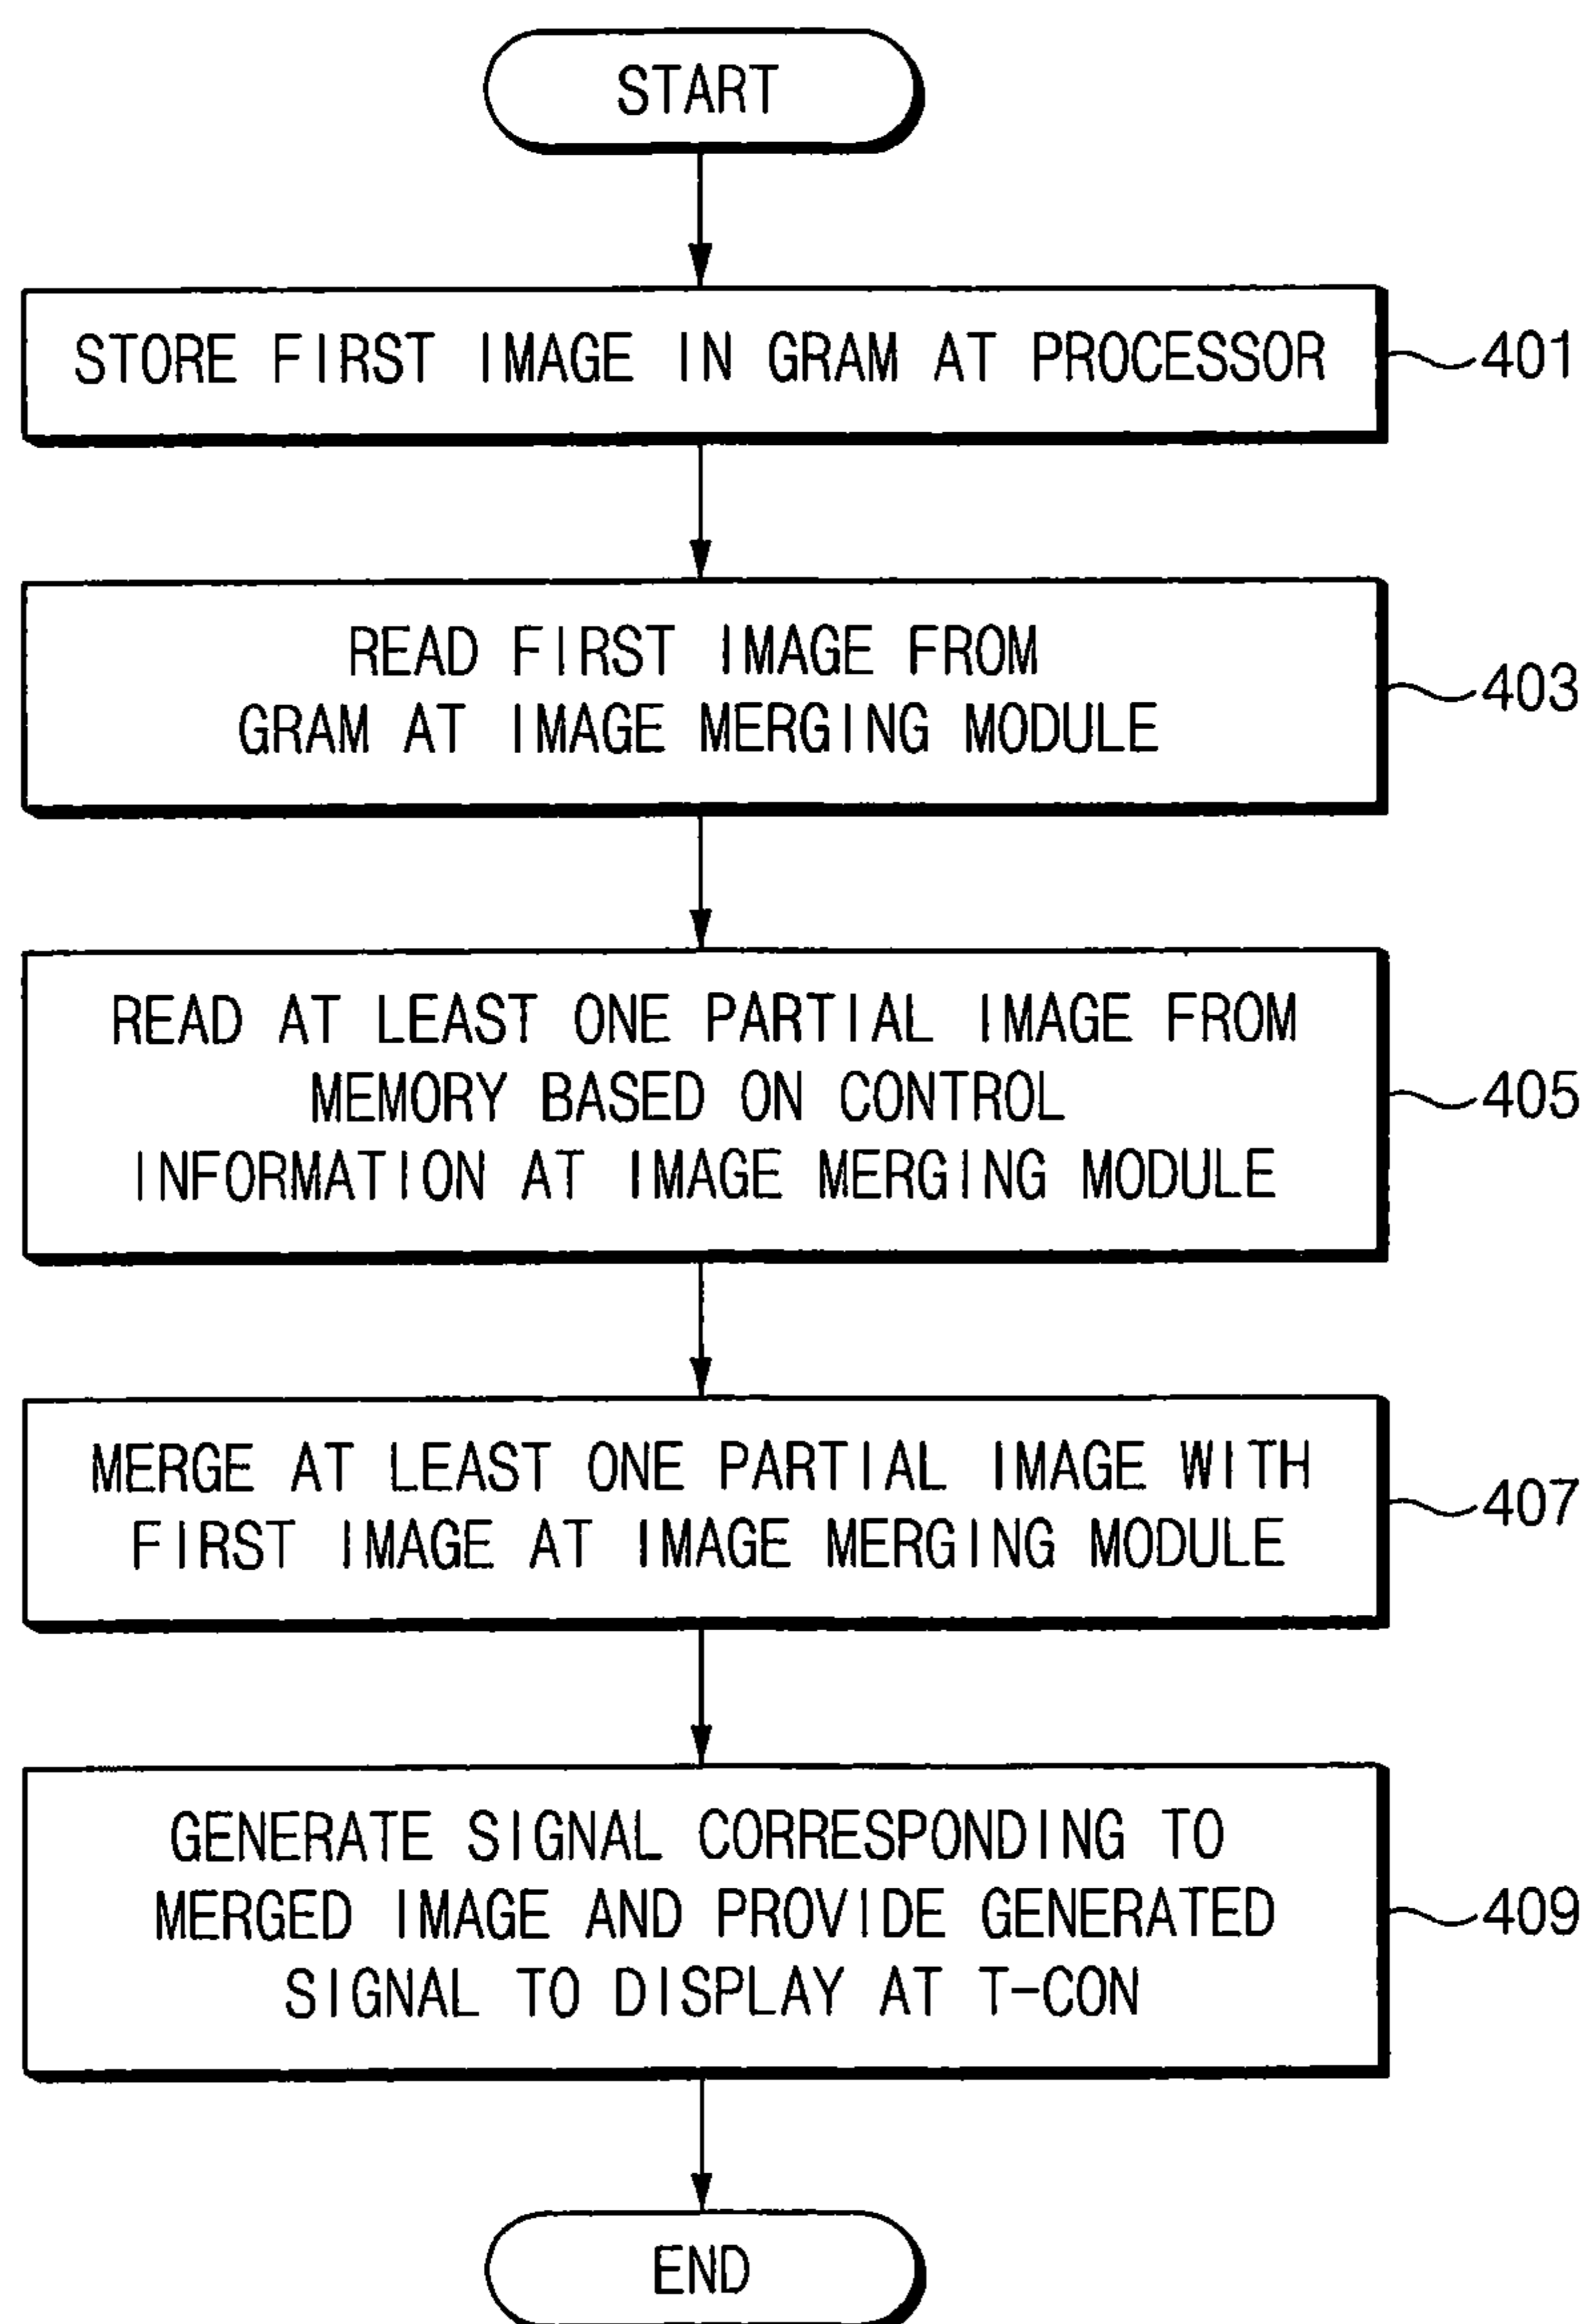 START
STORE FIRST IMAGE IN GRAM AT PROCESSOR
401
READ FIRST IMAGE FROM
GRAM AT IMAGE MERGING MODULE
403
READ AT LEAST ONE PARTIAL IMAGE FROM
MEMORY BASED ON CONTROL
INFORMATION AT IMAGE MERGING MODULE
405
MERGE AT LEAST ONE PARTIAL IMAGE WITH
FIRST IMAGE AT IMAGE MERGING MODULE
407
GENERATE SIGNAL CORRESPONDING TO
MERGED IMAGE AND PROVIDE GENERATED
SIGNAL TO DISPLAY AT T-CON
409
END